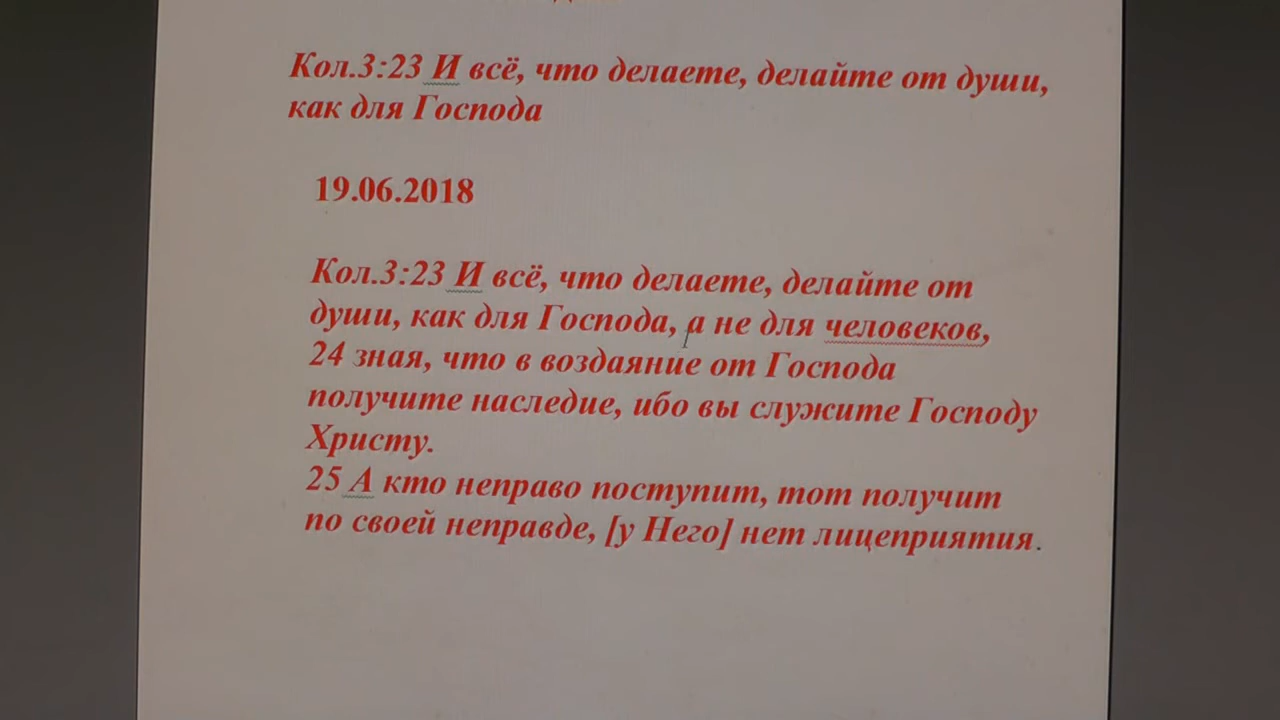 Кол.3:23 И всё, что делаете, делайте от души,
как для Господа
19.06.2018
Кол.3:23 И всё, что делаете, делайте от
души, как для Господа, а не для человеков,
24 зная, что в воздаяние от Господа
получите наследие, ибо вы служите Господу
Христу.
25 А кто неправо поступит, тот получит
по своей неправде, [у Него] нет лицеприятия.